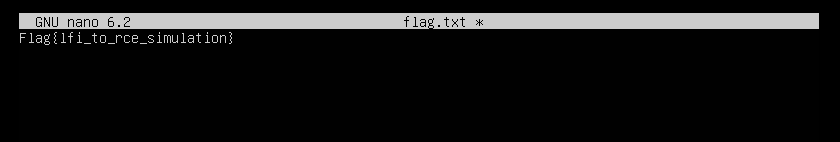 GNU nano 6.2 flag.txt *
Flag{lfi_to_rce_simulation}